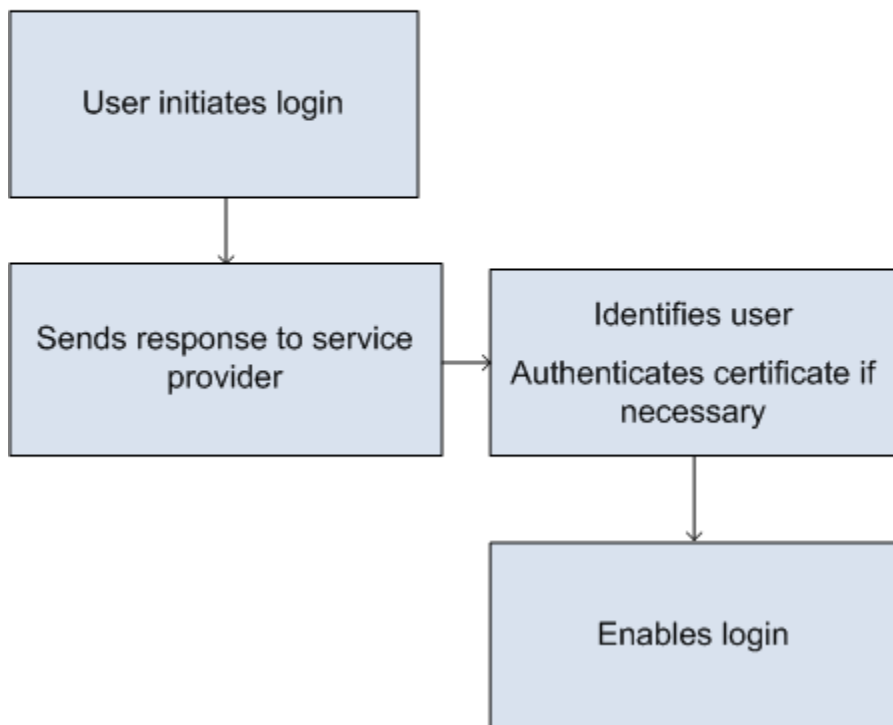 User initiates login
Sends response to service
provider
Identifies user
Authenticates certificate if
necessary
Enables login